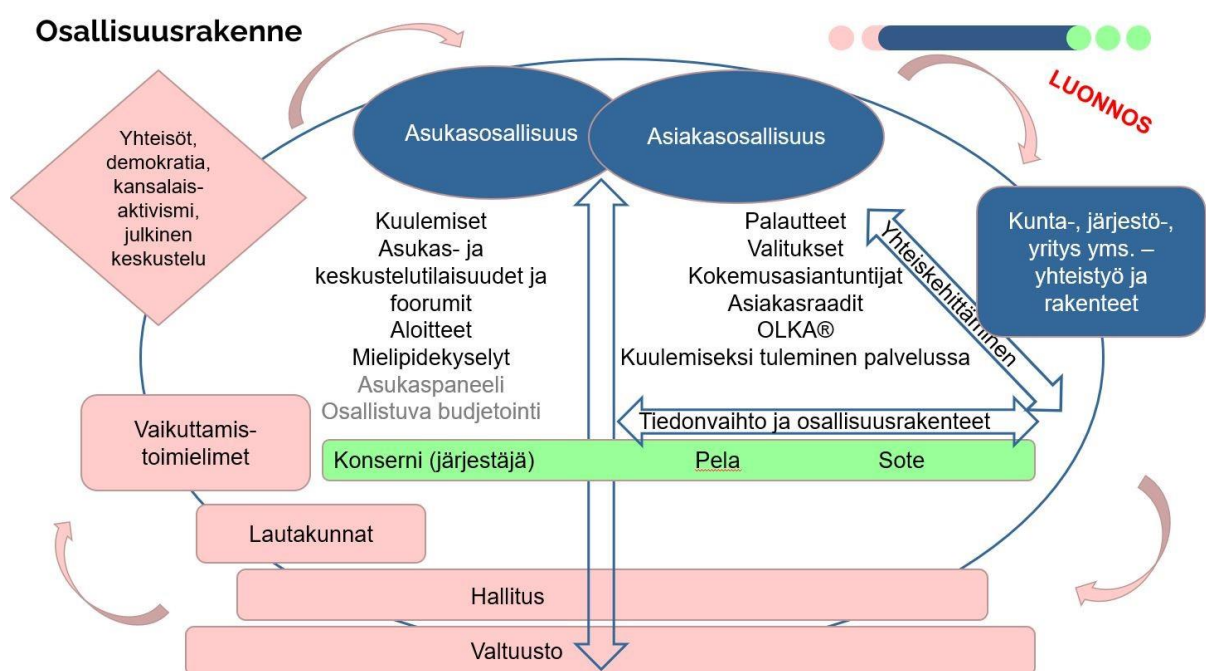 Osallisuusrakenne
LUONNOS
Yhteisöt,
demokratia,
kansalais-
aktivismi,
julkinen
keskustelu
Asukasosallisuus
Asiakasosallisuus
Kuulemiset
Asukas- ja
keskustelutilaisuudet ja
foorumit
Aloitteet
Mielipidekyselyt
Asukaspaneeli
Osallistuva budjetointi
Palautteet
Valitukset
Kokemusasiantuntijat
Asiakasraadit
OLKA®
Kuulemiseksi tuleminen palvelussa
Yhteiskehittäminen
Kunta-, järjestö-,
yritys yms. –
yhteistyö ja
rakenteet
Tiedonvaihto ja osallisuusrakenteet
Vaikuttamis-
toimielimet
Konserni (järjestäjä) Pela Sote
Lautakunnat
Hallitus
Valtuusto